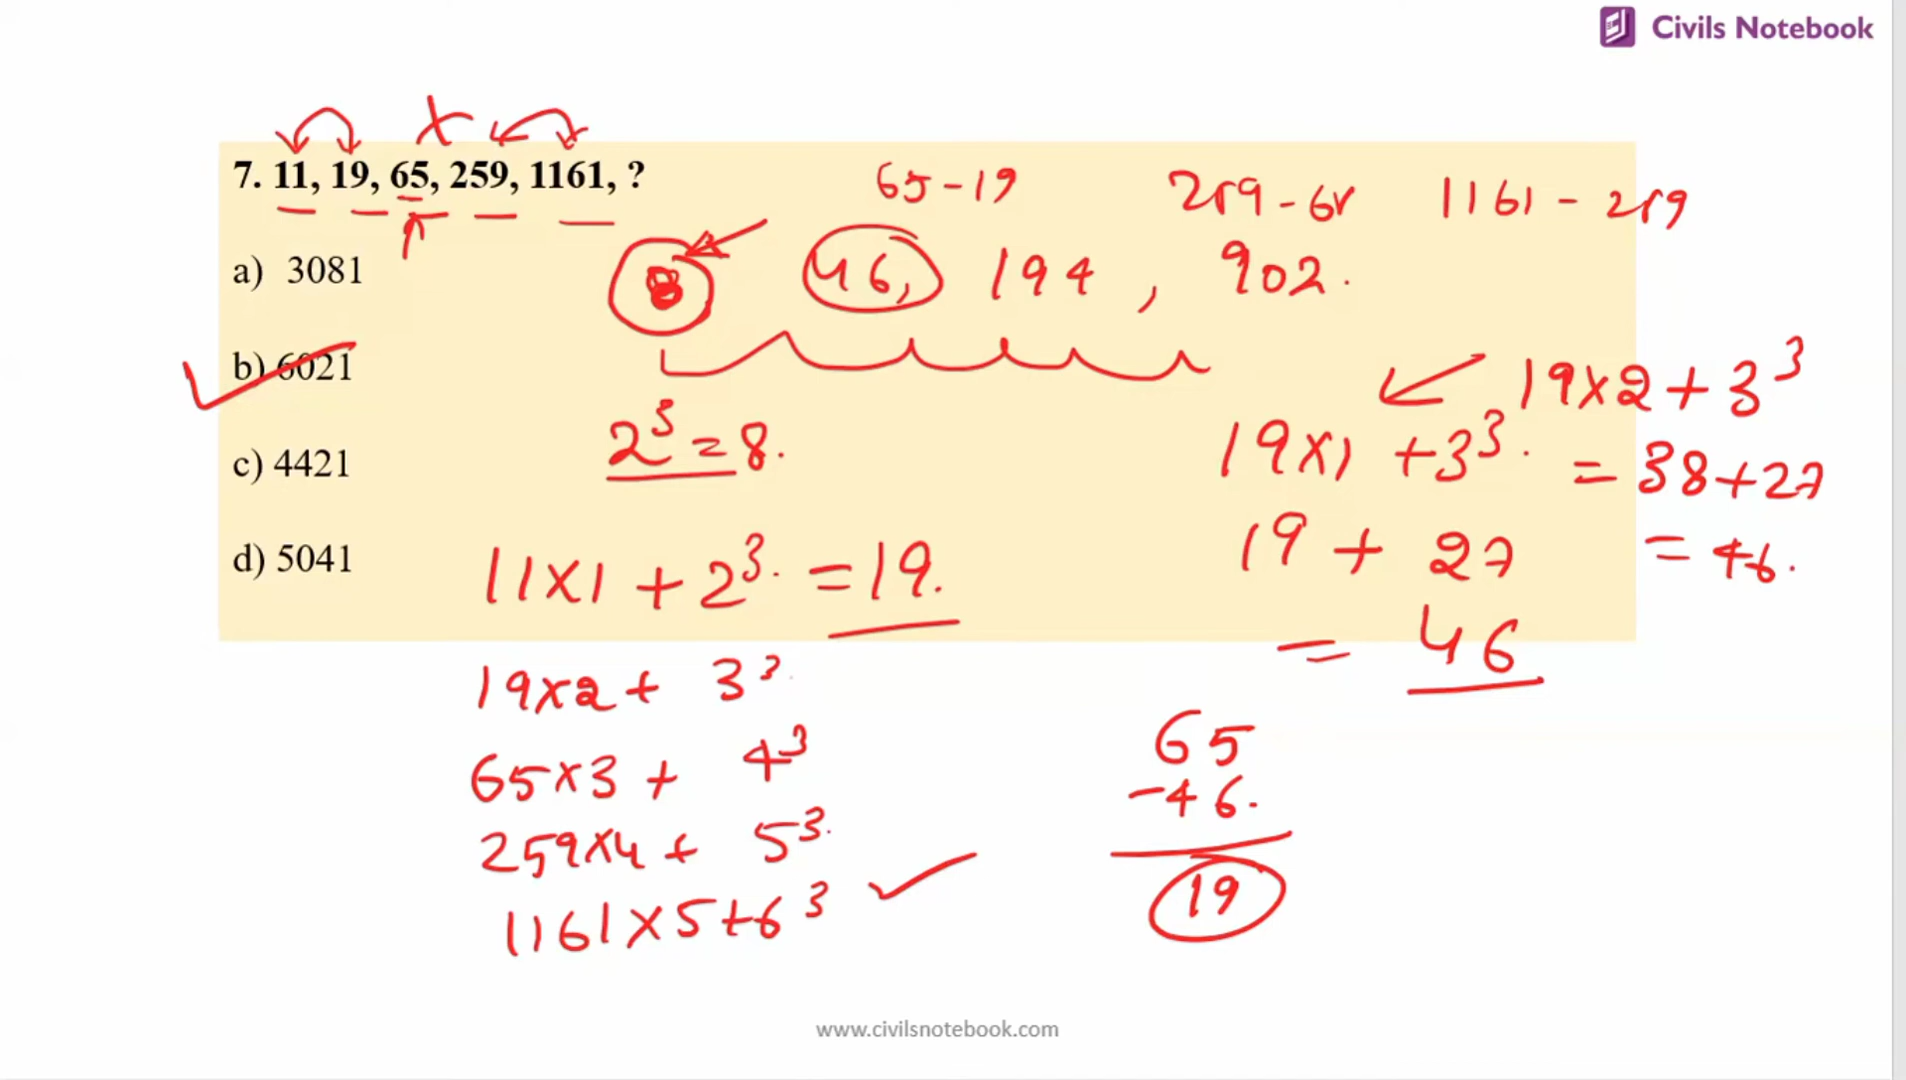 Civils Notebook
X
7. 11, 19, 65, 259, 1161, ?
65-19
259-65
1161-259
a) 3081
8
46, 194, 902.
b) 6021
19x2+3³
2³=8.
19x1+3³.
=38+27
c) 4421
19+27
=46.
d) 5041
11x1+2³.=19.
=46
19x2+3³
65
65x3+4³
-46.
259x4+5³.
19
1161x5+6³
www.civilsnotebook.com